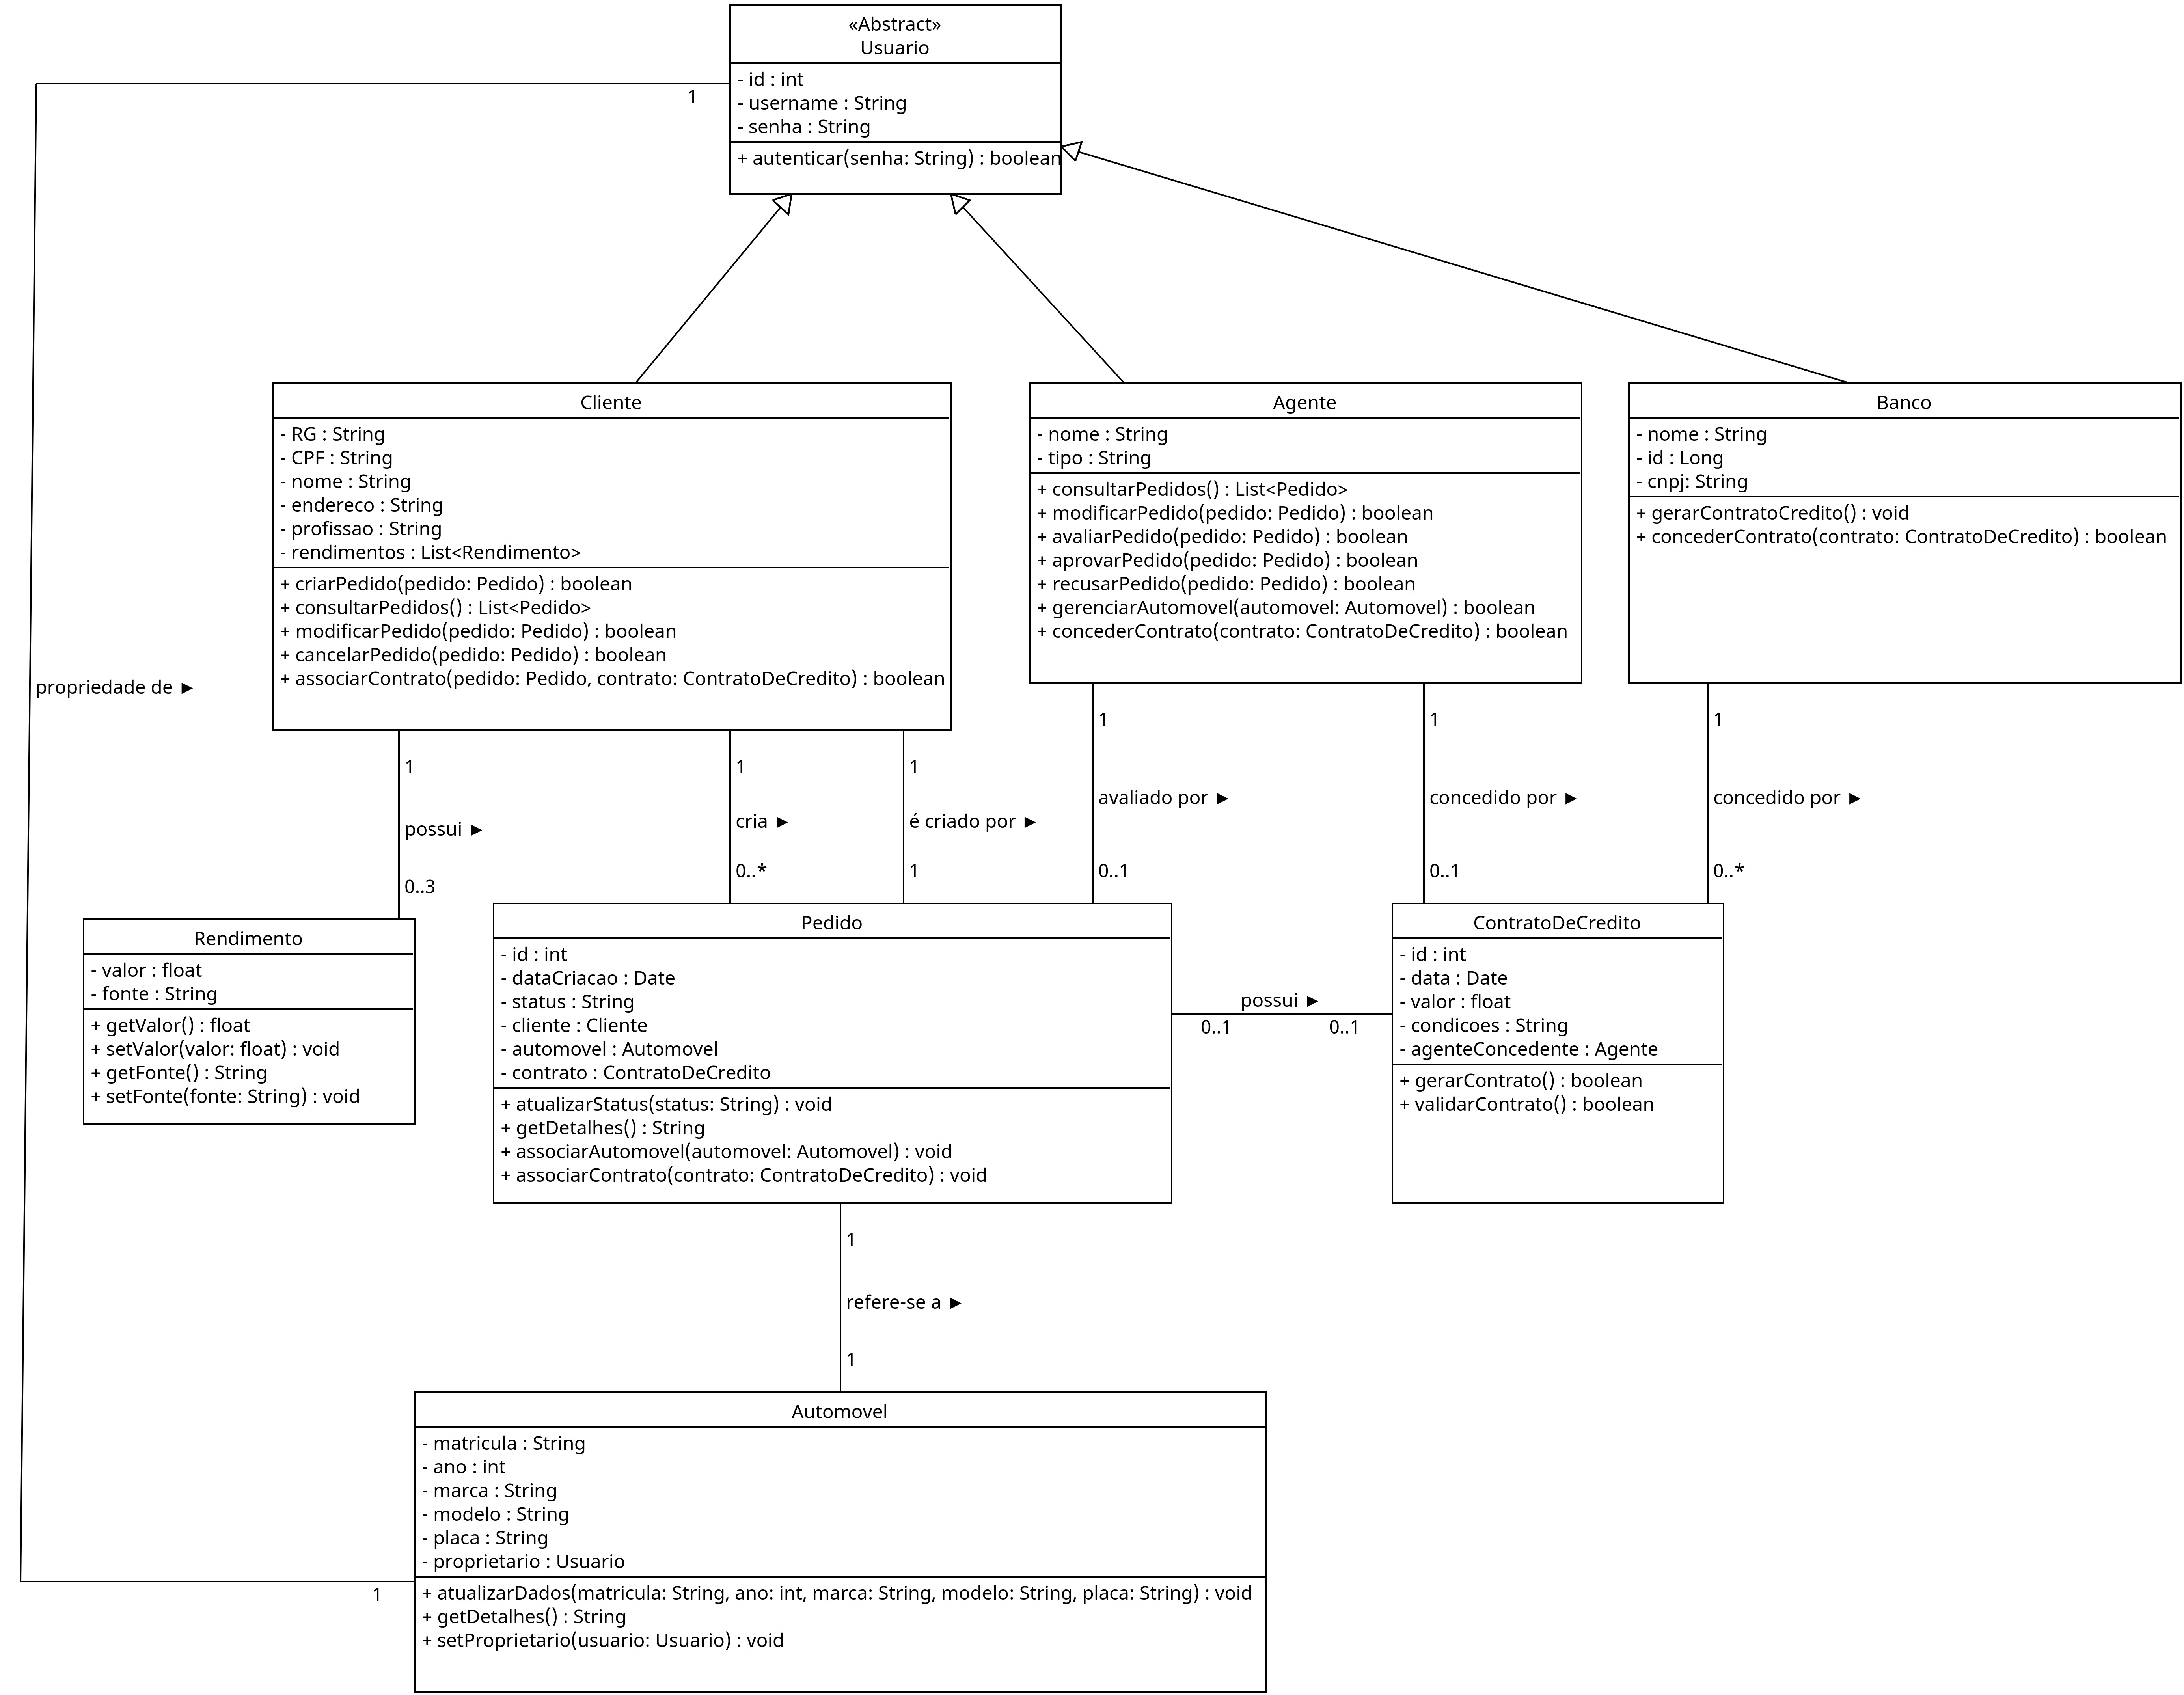 «Abstract»
Usuario
- id : int
- username : String
- senha : String
+ autenticar(senha: String) : boolean
1
Cliente
- RG : String
- CPF : String
- nome : String
- endereco : String
- profissao : String
- rendimentos : List<Rendimento>
+ criarPedido(pedido: Pedido) : boolean
+ consultarPedidos() : List<Pedido>
+ modificarPedido(pedido: Pedido) : boolean
+ cancelarPedido(pedido: Pedido) : boolean
+ associarContrato(pedido: Pedido, contrato: ContratoDeCredito) : boolean
Agente
- nome : String
- tipo : String
+ consultarPedidos() : List<Pedido>
+ modificarPedido(pedido: Pedido) : boolean
+ avaliarPedido(pedido: Pedido) : boolean
+ aprovarPedido(pedido: Pedido) : boolean
+ recusarPedido(pedido: Pedido) : boolean
+ gerenciarAutomovel(automovel: Automovel) : boolean
+ concederContrato(contrato: ContratoDeCredito) : boolean
Banco
- nome : String
- id : Long
- cnpj: String
+ gerarContratoCredito() : void
+ concederContrato(contrato: ContratoDeCredito) : boolean
propriedade de ►
1
possui ►
0..3
1
cria ►
0..*
1
é criado por ►
1
1
avaliado por ►
0..1
1
concedido por ►
0..1
1
concedido por ►
0..*
Rendimento
- valor : float
- fonte : String
+ getValor() : float
+ setValor(valor: float) : void
+ getFonte() : String
+ setFonte(fonte: String) : void
Pedido
- id : int
- dataCriacao : Date
- status : String
- cliente : Cliente
- automovel : Automovel
- contrato : ContratoDeCredito
+ atualizarStatus(status: String) : void
+ getDetalhes() : String
+ associarAutomovel(automovel: Automovel) : void
+ associarContrato(contrato: ContratoDeCredito) : void
possui ►
0..1 0..1
ContratoDeCredito
- id : int
- data : Date
- valor : float
- condicoes : String
- agenteConcedente : Agente
+ gerarContrato() : boolean
+ validarContrato() : boolean
1
refere-se a ►
1
Automovel
- matricula : String
- ano : int
- marca : String
- modelo : String
- placa : String
- proprietario : Usuario
+ atualizarDados(matricula: String, ano: int, marca: String, modelo: String, placa: String) : void
+ getDetalhes() : String
+ setProprietario(usuario: Usuario) : void
1